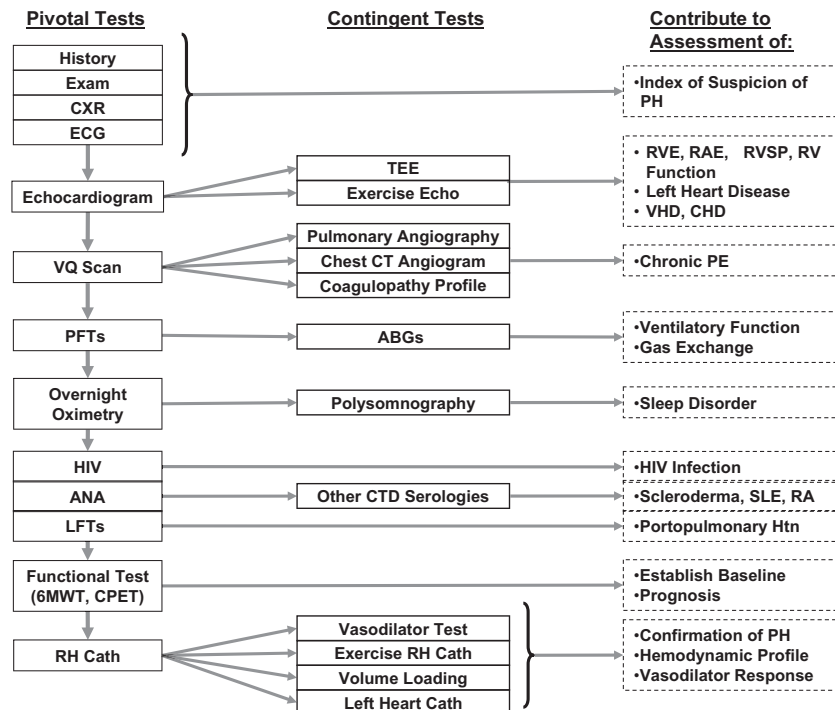 Pivotal Tests
Contingent Tests
Contribute to
Assessment of:
History
Exam
CXR
ECG
•Index of Suspicion of
PH
Echocardiogram
TEE
Exercise Echo
• RVE, RAE, RVSP, RV
Function
• Left Heart Disease
• VHD, CHD
VQ Scan
Pulmonary Angiography
Chest CT Angiogram
Coagulopathy Profile
•Chronic PE
PFTs
ABGs
•Ventilatory Function
•Gas Exchange
Overnight
Oximetry
Polysomnography
•Sleep Disorder
HIV
•HIV Infection
ANA
Other CTD Serologies
•Scleroderma, SLE, RA
LFTs
•Portopulmonary Htn
Functional Test
(6MWT, CPET)
•Establish Baseline
•Prognosis
RH Cath
Vasodilator Test
Exercise RH Cath
Volume Loading
Left Heart Cath
•Confirmation of PH
•Hemodynamic Profile
•Vasodilator Response